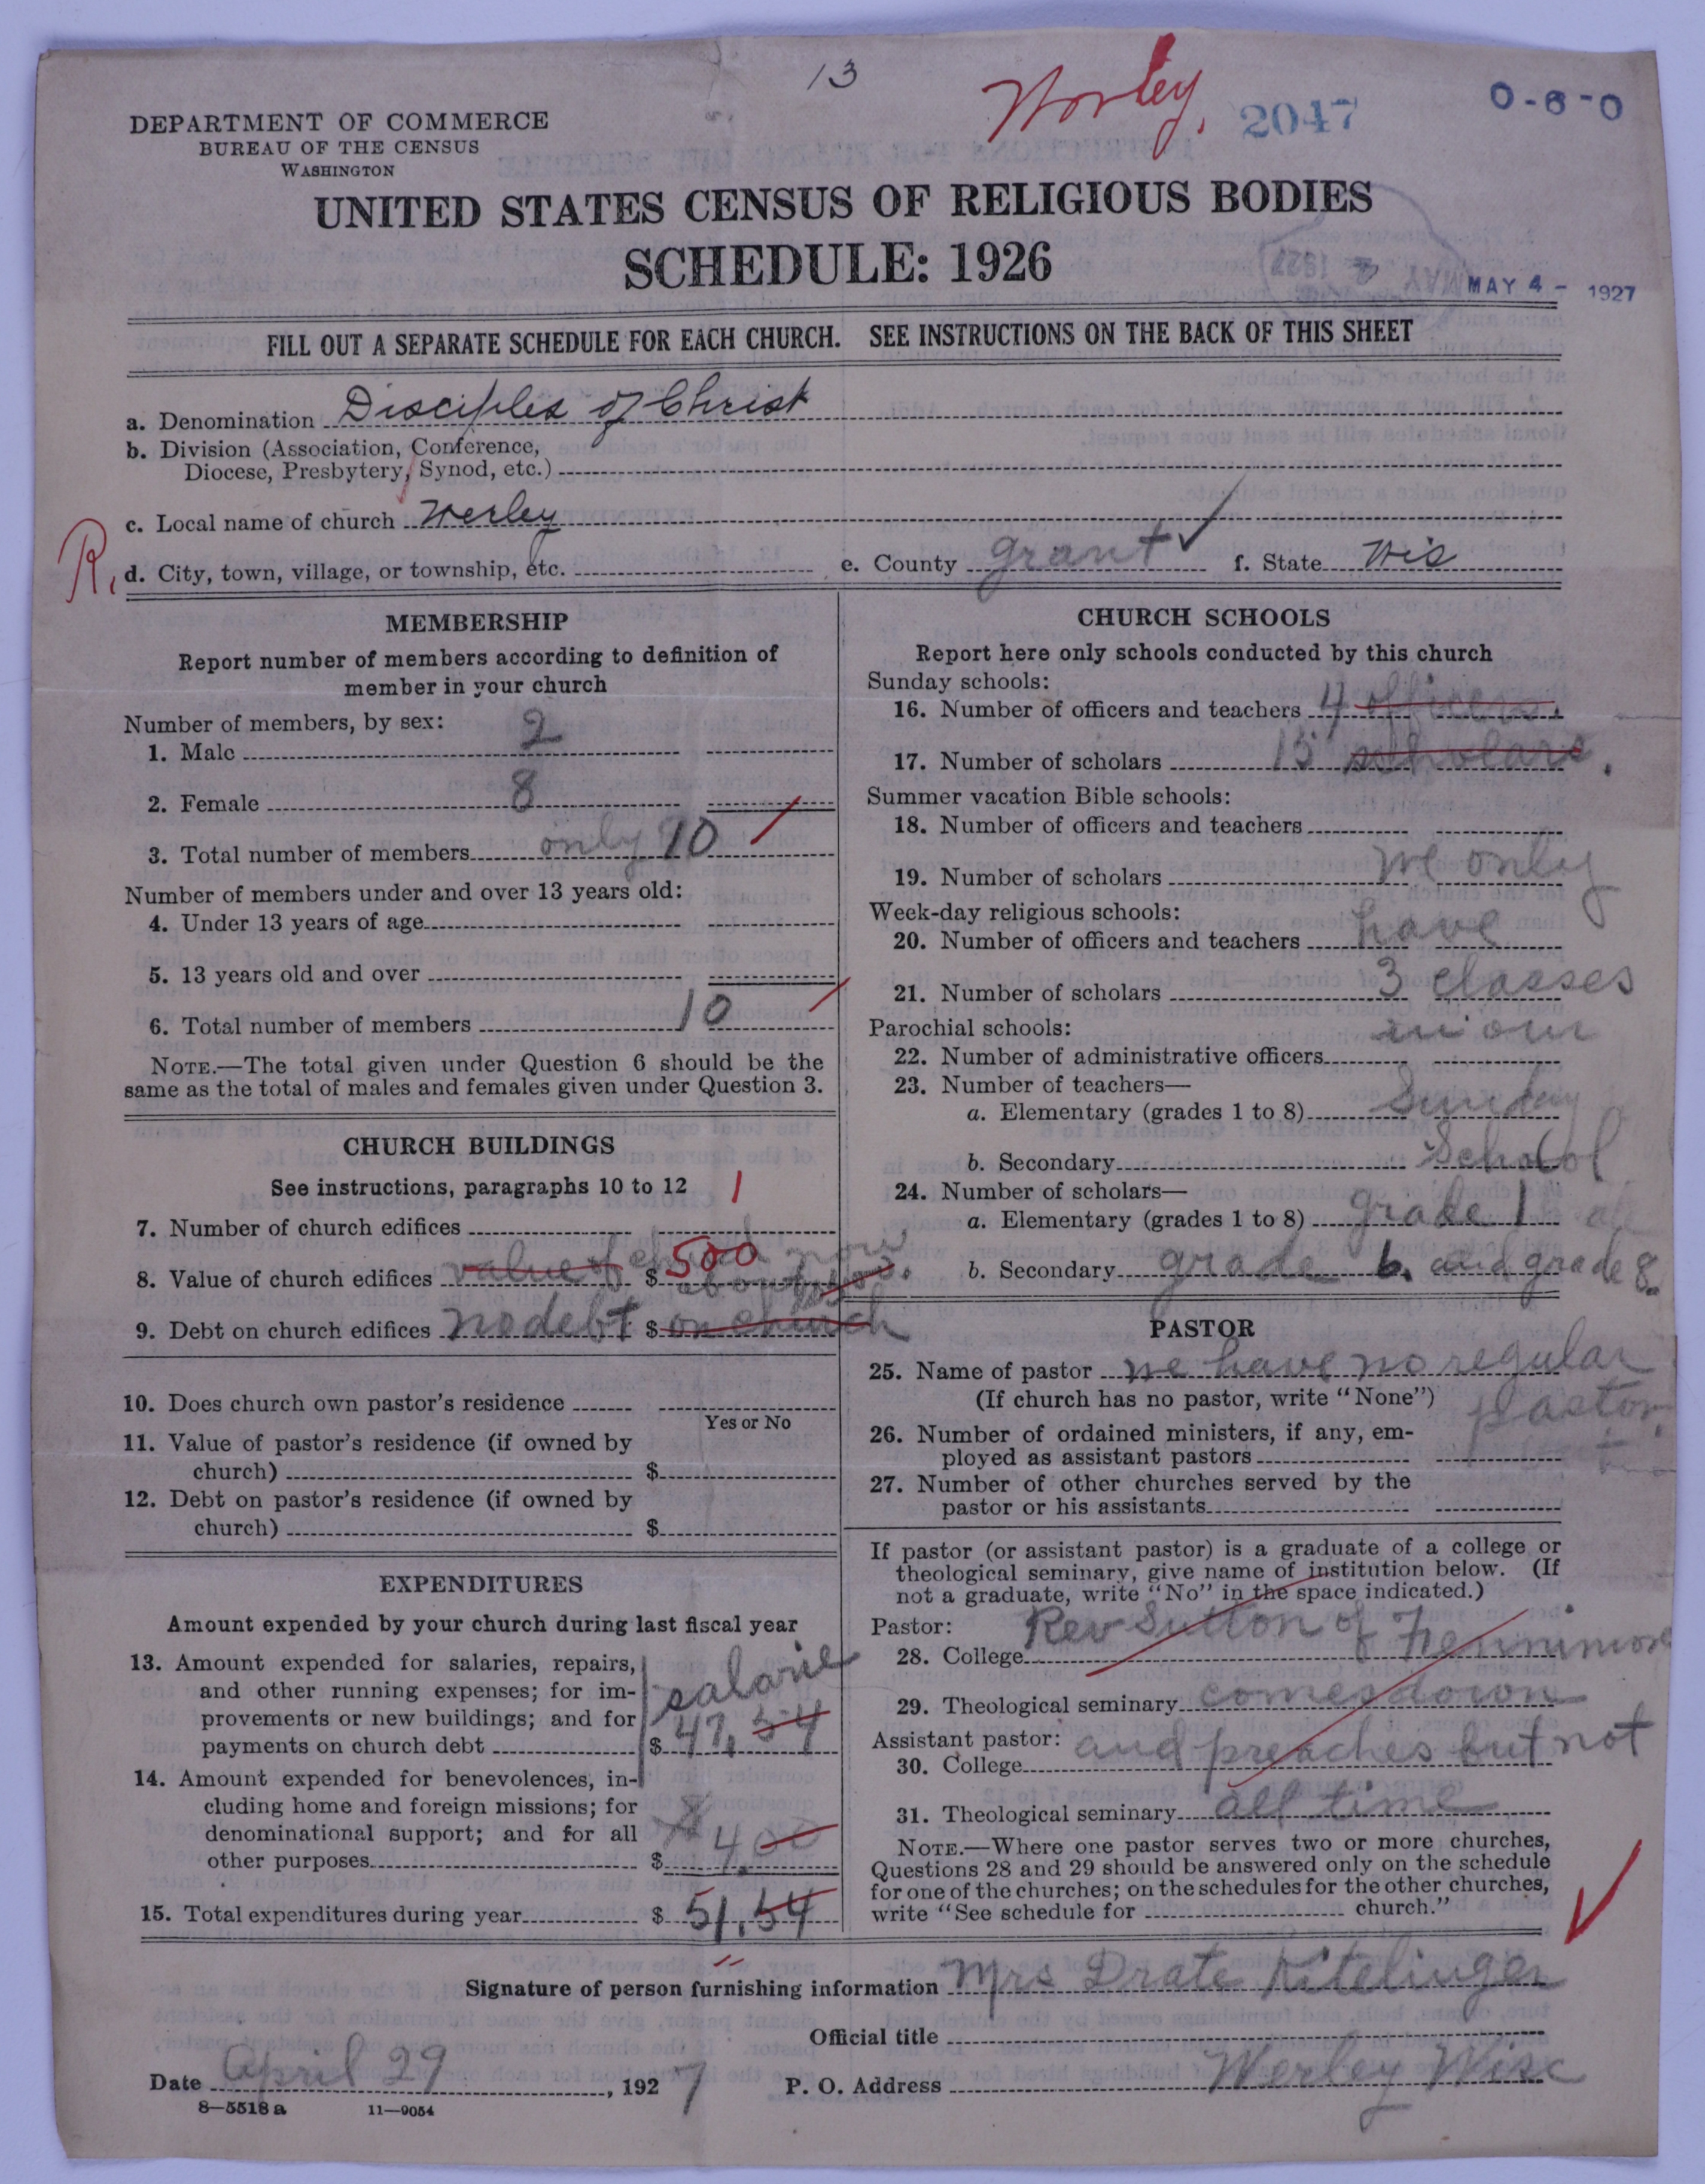 13
Worley.
2047
0-6-0
DEPARTMENT OF COMMERCE
BUREAU OF THE CENSUS
WASHINGTON
UNITED STATES CENSUS OF RELIGIOUS BODIES
SCHEDULE: 1926
MAY 4 - 1927
FILL OUT A SEPARATE SCHEDULE FOR EACH CHURCH. SEE INSTRUCTIONS ON THE BACK OF THIS SHEET
a. Denomination Disciples of Christ
b. Division (Association, Conference,
Diocese, Presbytery, Synod, etc.)
c. Local name of church Werley
R.
d. City, town, village, or township, etc. e. County grant ✓ f. State Wis
MEMBERSHIP
Report number of members according to definition of
member in your church
Number of members, by sex:
1. Male 2
2. Female 8
3. Total number of members only 10
Number of members under and over 13 years old:
4. Under 13 years of age
5. 13 years old and over
6. Total number of members 10
NOTE.—The total given under Question 6 should be the
same as the total of males and females given under Question 3.
CHURCH BUILDINGS
See instructions, paragraphs 10 to 12
7. Number of church edifices 1
8. Value of church edifices value of church now $ 500 about
9. Debt on church edifices no debt $ on church
10. Does church own pastor's residence
Yes or No
11. Value of pastor's residence (if owned by
church) $
12. Debt on pastor's residence (if owned by
church) $
EXPENDITURES
Amount expended by your church during last fiscal year
13. Amount expended for salaries, repairs,
and other running expenses; for im-
provements or new buildings; and for
payments on church debt salarie $ 47,54
14. Amount expended for benevolences, in-
cluding home and foreign missions; for
denominational support; and for all
other purposes $ 4.00
15. Total expenditures during year $ 51,54
CHURCH SCHOOLS
Report here only schools conducted by this church
Sunday schools:
16. Number of officers and teachers 4 officers.
17. Number of scholars 15 scholars.
Summer vacation Bible schools:
18. Number of officers and teachers
19. Number of scholars we only
Week-day religious schools:
20. Number of officers and teachers have
21. Number of scholars 3 classes
Parochial schools:
in our
22. Number of administrative officers
23. Number of teachers—
a. Elementary (grades 1 to 8) Sunday
b. Secondary School
24. Number of scholars—
a. Elementary (grades 1 to 8) grade 1
b. Secondary grade 6. and grade 8.
PASTOR
25. Name of pastor we have no regular
(If church has no pastor, write "None") pastor
26. Number of ordained ministers, if any, em-
ployed as assistant pastors
27. Number of other churches served by the
pastor or his assistants
If pastor (or assistant pastor) is a graduate of a college or
theological seminary, give name of institution below. (If
not a graduate, write "No" in the space indicated.)
Pastor: Rev Sutton of Fennimore
28. College
29. Theological seminary comes down
Assistant pastor: and preaches but not
30. College
31. Theological seminary all time
NOTE.—Where one pastor serves two or more churches,
Questions 28 and 29 should be answered only on the schedule
for one of the churches; on the schedules for the other churches,
write "See schedule for church."
Signature of person furnishing information Mrs Drate Kitelinger
Official title
Date April 29, 1927 P. O. Address Werley Wisc
8—5518 a 11—9054